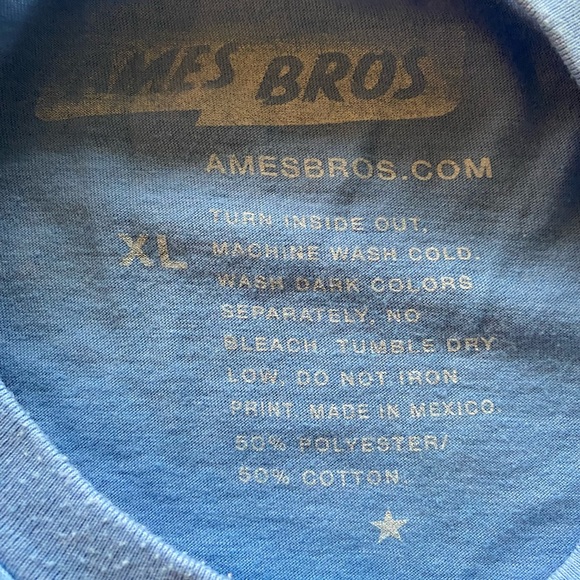 AMES BROS
AMESBROS.COM
XL
TURN INSIDE OUT,
MACHINE WASH COLD.
WASH DARK COLORS
SEPARATELY, NO
BLEACH, TUMBLE DRY
LOW, DO NOT IRON
PRINT. MADE IN MEXICO.
50% POLYESTER/
50% COTTON.